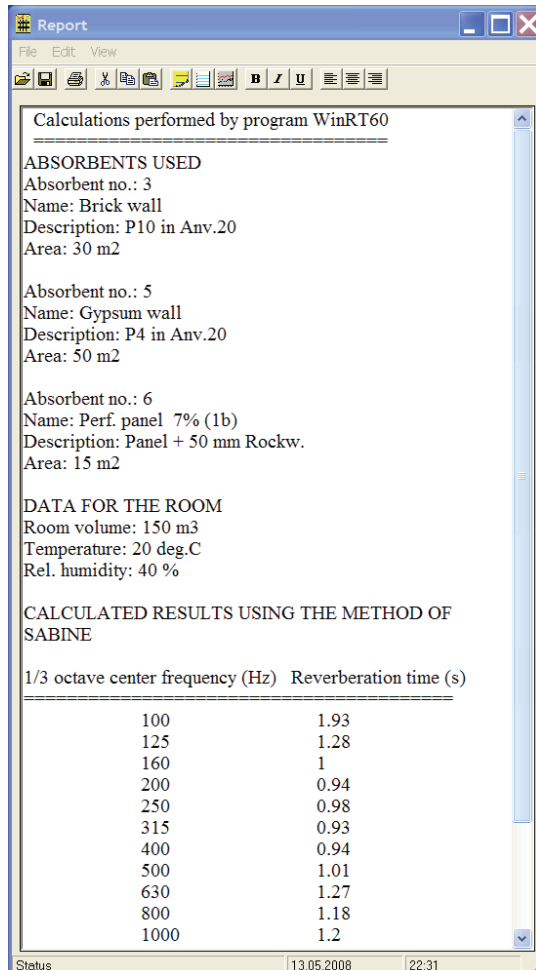 Report
File Edit View
B I U
Calculations performed by program WinRT60
==================================
ABSORBENTS USED
Absorbent no.: 3
Name: Brick wall
Description: P10 in Anv.20
Area: 30 m2
Absorbent no.: 5
Name: Gypsum wall
Description: P4 in Anv.20
Area: 50 m2
Absorbent no.: 6
Name: Perf. panel 7% (1b)
Description: Panel + 50 mm Rockw.
Area: 15 m2
DATA FOR THE ROOM
Room volume: 150 m3
Temperature: 20 deg.C
Rel. humidity: 40 %
CALCULATED RESULTS USING THE METHOD OF
SABINE
1/3 octave center frequency (Hz) Reverberation time (s)
=========================================
100 1.93
125 1.28
160 1
200 0.94
250 0.98
315 0.93
400 0.94
500 1.01
630 1.27
800 1.18
1000 1.2
Status 13.05.2008 22:31